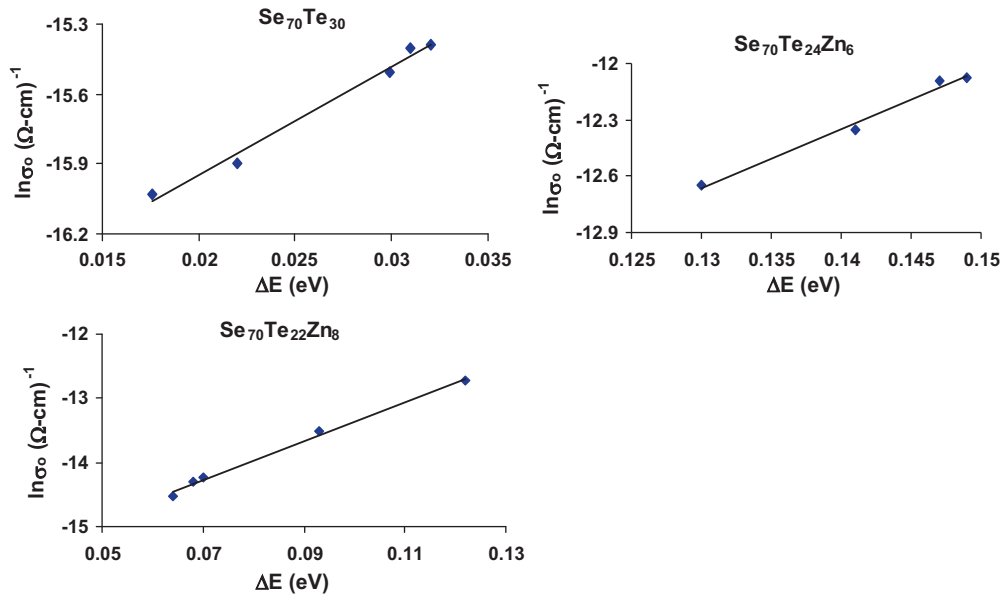 Se70Te30
-15.3
-15.6
-15.9
-16.2
lnσo (Ω-cm)-1
0.015 0.02 0.025 0.03 0.035
ΔE (eV)
Se70Te24Zn6
-12
-12.3
-12.6
-12.9
lnσo (Ω-cm)-1
0.125 0.13 0.135 0.14 0.145 0.15
ΔE (eV)
Se70Te22Zn8
-12
-13
-14
-15
lnσo (Ω-cm)-1
0.05 0.07 0.09 0.11 0.13
ΔE (eV)